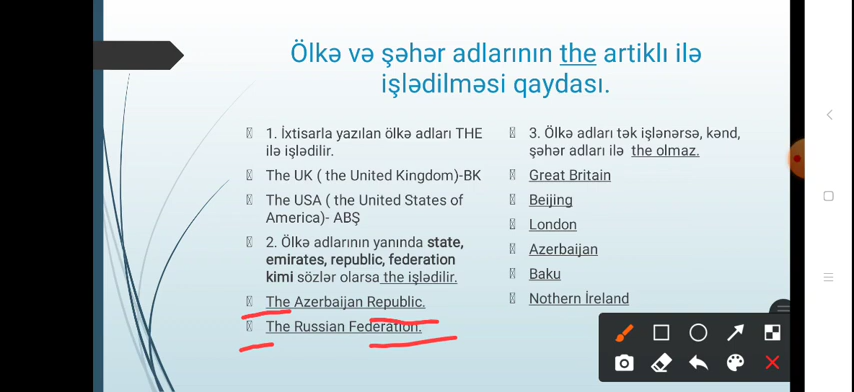 Ölkə və şəhər adlarının the artiklı ilə
işlədilməsi qaydası.
1. İxtisarla yazılan ölkə adları THE
ilə işlədilir.
The UK ( the United Kingdom)-BK
The USA ( the United States of
America)- ABŞ
2. Ölkə adlarının yanında state,
emirates, republic, federation
kimi sözlər olarsa the işlədilir.
The Azerbaijan Republic.
The Russian Federation.
3. Ölkə adları tək işlənərsə, kənd,
şəhər adları ilə the olmaz.
Great Britain
Beijing
London
Azerbaijan
Baku
Nothern İreland